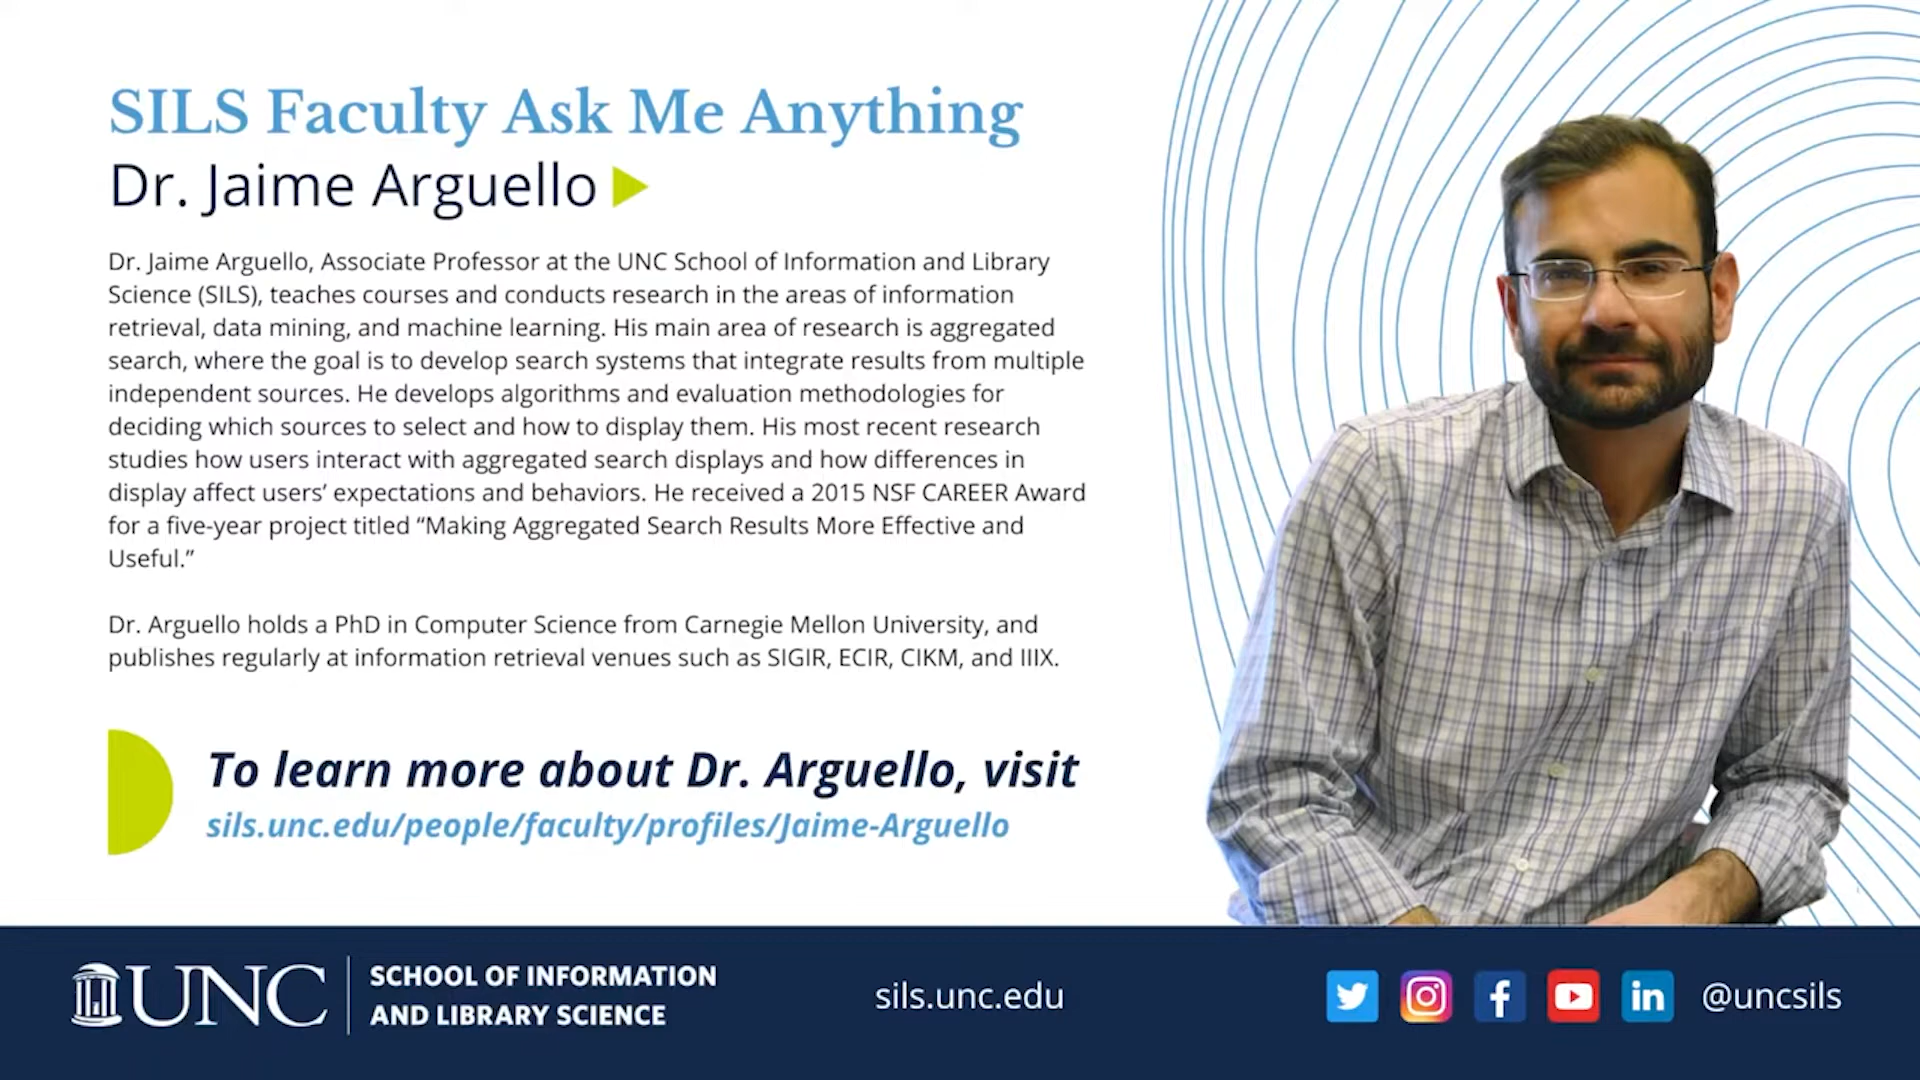 SILS Faculty Ask Me Anything
Dr. Jaime Arguello
Dr. Jaime Arguello, Associate Professor at the UNC School of Information and Library
Science (SILS), teaches courses and conducts research in the areas of information
retrieval, data mining, and machine learning. His main area of research is aggregated
search, where the goal is to develop search systems that integrate results from multiple
independent sources. He develops algorithms and evaluation methodologies for
deciding which sources to select and how to display them. His most recent research
studies how users interact with aggregated search displays and how differences in
display affect users’ expectations and behaviors. He received a 2015 NSF CAREER Award
for a five-year project titled “Making Aggregated Search Results More Effective and
Useful.”
Dr. Arguello holds a PhD in Computer Science from Carnegie Mellon University, and
publishes regularly at information retrieval venues such as SIGIR, ECIR, CIKM, and IIIX.
To learn more about Dr. Arguello, visit
sils.unc.edu/people/faculty/profiles/Jaime-Arguello
UNC
SCHOOL OF INFORMATION
AND LIBRARY SCIENCE
sils.unc.edu
@uncsils